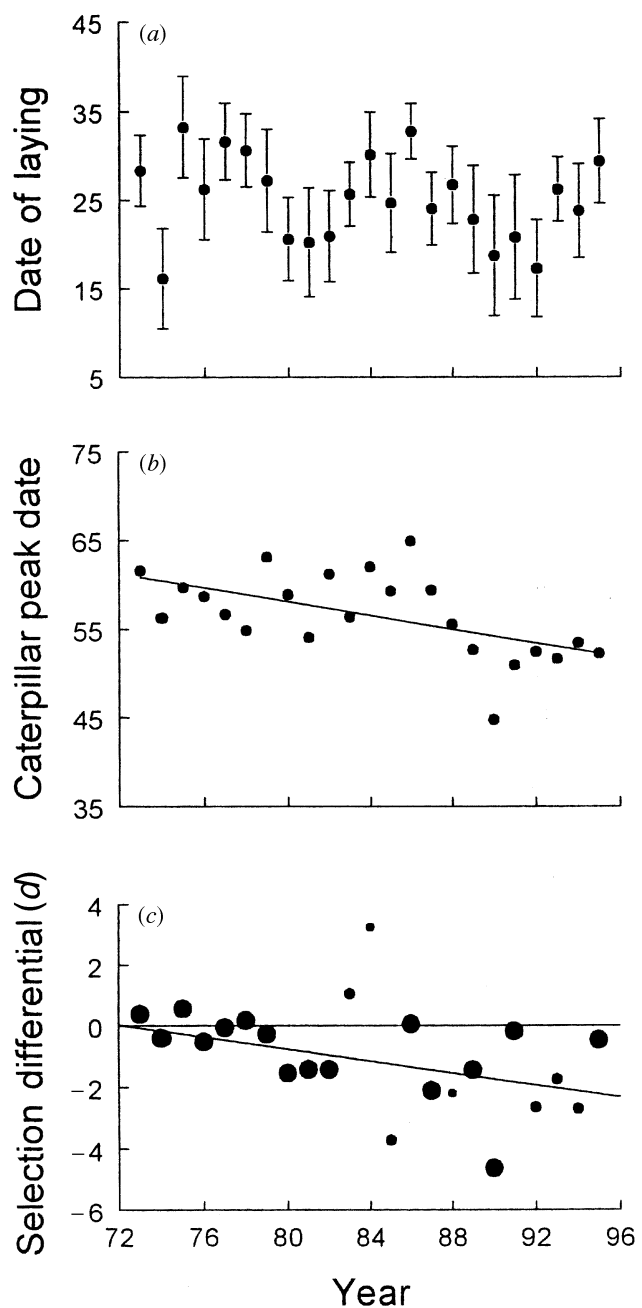 45
(a)
35
25
15
5
Date of laying
75
(b)
65
55
45
35
Caterpillar peak date
4
(c)
2
0
−2
−4
−6
Selection differential (d)
72 76 80 84 88 92 96
Year